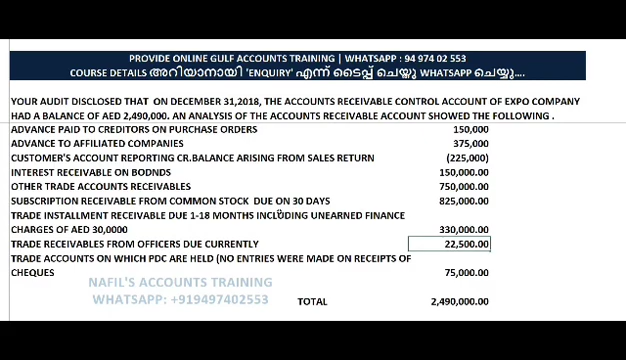 PROVIDE ONLINE GULF ACCOUNTS TRAINING | WHATSAPP : 94 974 02 553
COURSE DETAILS അറിയാനായി 'ENQUIRY' എന്ന് ടൈപ്പ് ചെയ്തു WHATSAPP ചെയ്യൂ....
YOUR AUDIT DISCLOSED THAT ON DECEMBER 31,2018, THE ACCOUNTS RECEIVABLE CONTROL ACCOUNT OF EXPO COMPANY
HAD A BALANCE OF AED 2,490,000. AN ANALYSIS OF THE ACCOUNTS RECEIVABLE ACCOUNT SHOWED THE FOLLOWING .
ADVANCE PAID TO CREDITORS ON PURCHASE ORDERS 150,000
ADVANCE TO AFFILIATED COMPANIES 375,000
CUSTOMER'S ACCOUNT REPORTING CR.BALANCE ARISING FROM SALES RETURN (225,000)
INTEREST RECEIVABLE ON BODNDS 150,000.00
OTHER TRADE ACCOUNTS RECEIVABLES 750,000.00
SUBSCRIPTION RECEIVABLE FROM COMMON STOCK DUE ON 30 DAYS 825,000.00
TRADE INSTALLMENT RECEIVABLE DUE 1-18 MONTHS INCLUDING UNEARNED FINANCE
CHARGES OF AED 30,0000 330,000.00
TRADE RECEIVABLES FROM OFFICERS DUE CURRENTLY 22,500.00
TRADE ACCOUNTS ON WHICH PDC ARE HELD (NO ENTRIES WERE MADE ON RECEIPTS OF
CHEQUES 75,000.00
NAFIL'S ACCOUNTS TRAINING
WHATSAPP: +919497402553 TOTAL 2,490,000.00